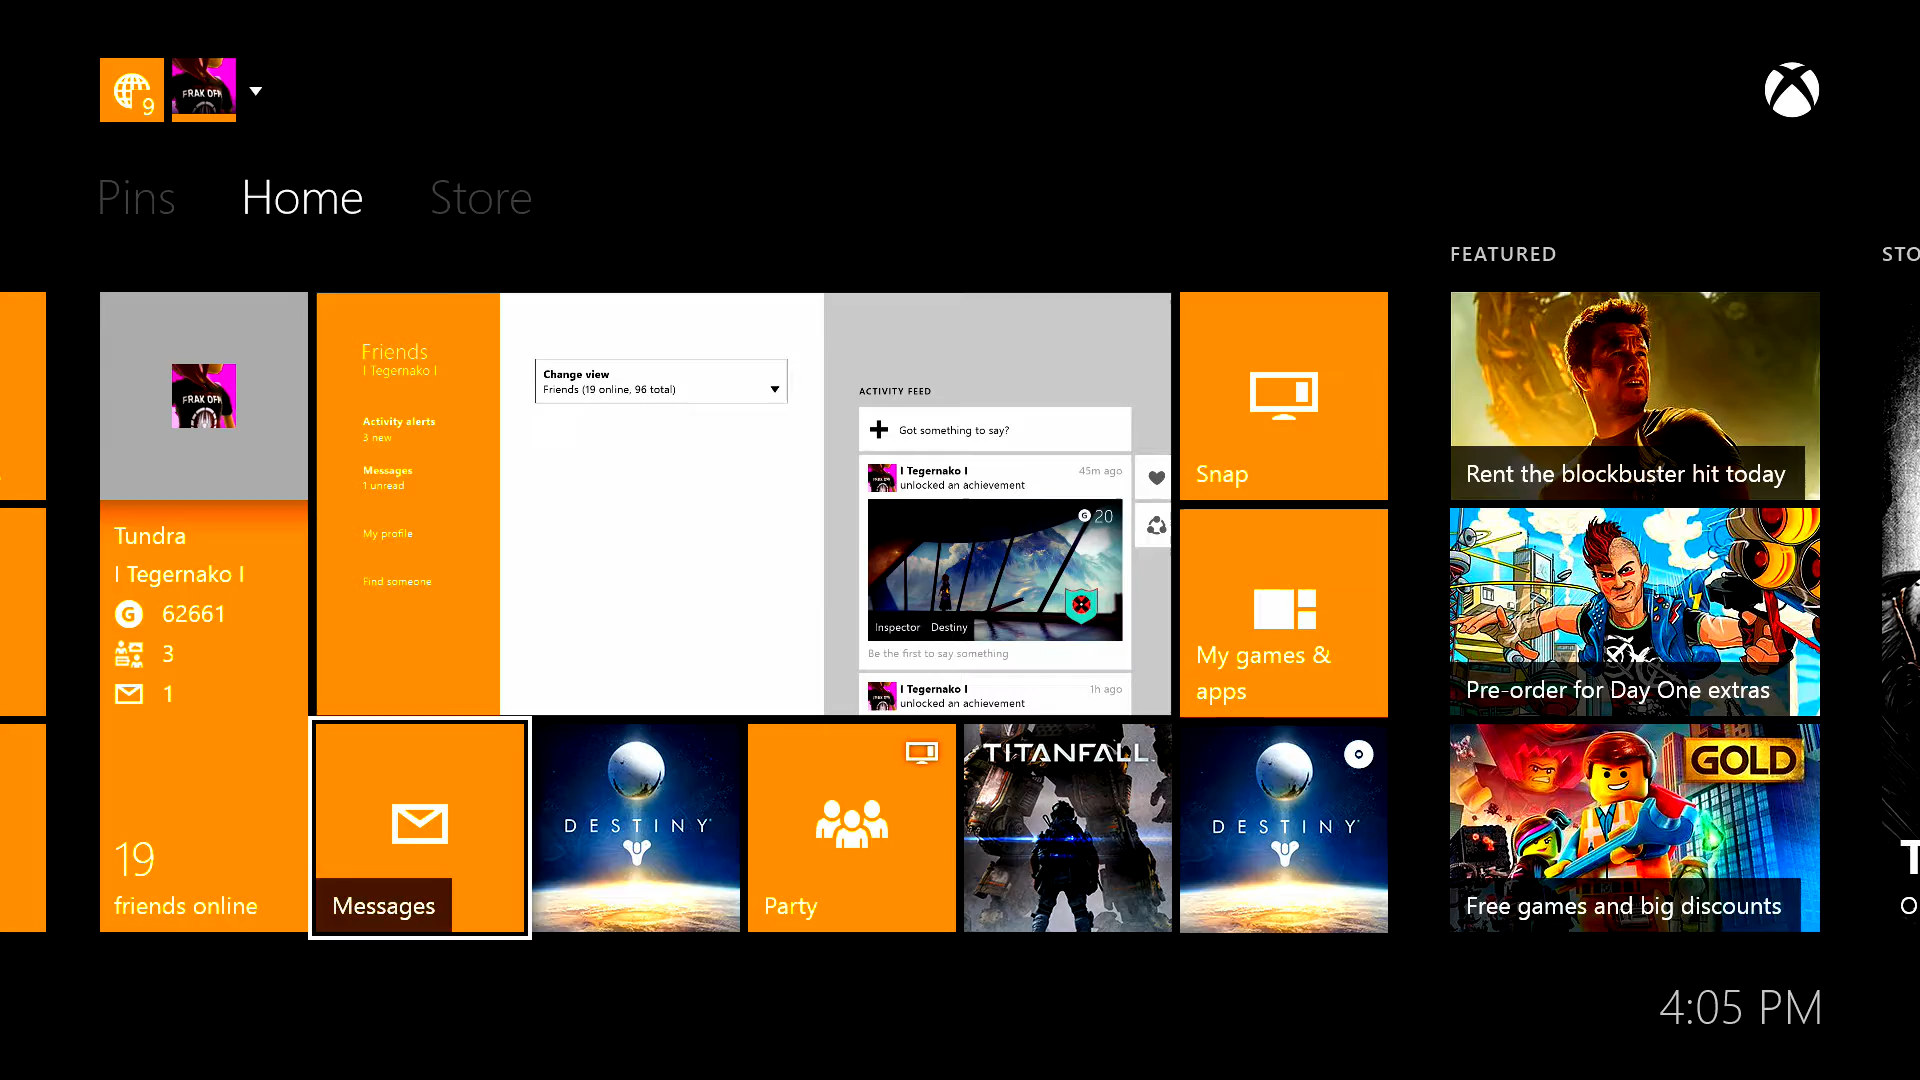 9
FRAK OFF
Pins
Home
Store
FEATURED
STO
Tundra
I Tegernako I
G 62661
3
1
19
friends online
Friends
I Tegernako I
Activity alerts
3 new
Messages
1 unread
My profile
Find someone
Change view
Friends (19 online, 96 total)
ACTIVITY FEED
Got something to say?
I Tegernako I
45m ago
unlocked an achievement
G 20
Inspector Destiny
Be the first to say something
I Tegernako I
1h ago
unlocked an achievement
Snap
My games &
apps
Messages
DESTINY
Party
TITANFALL
DESTINY
Rent the blockbuster hit today
Pre-order for Day One extras
GOLD
Free games and big discounts
T
O
4:05 PM